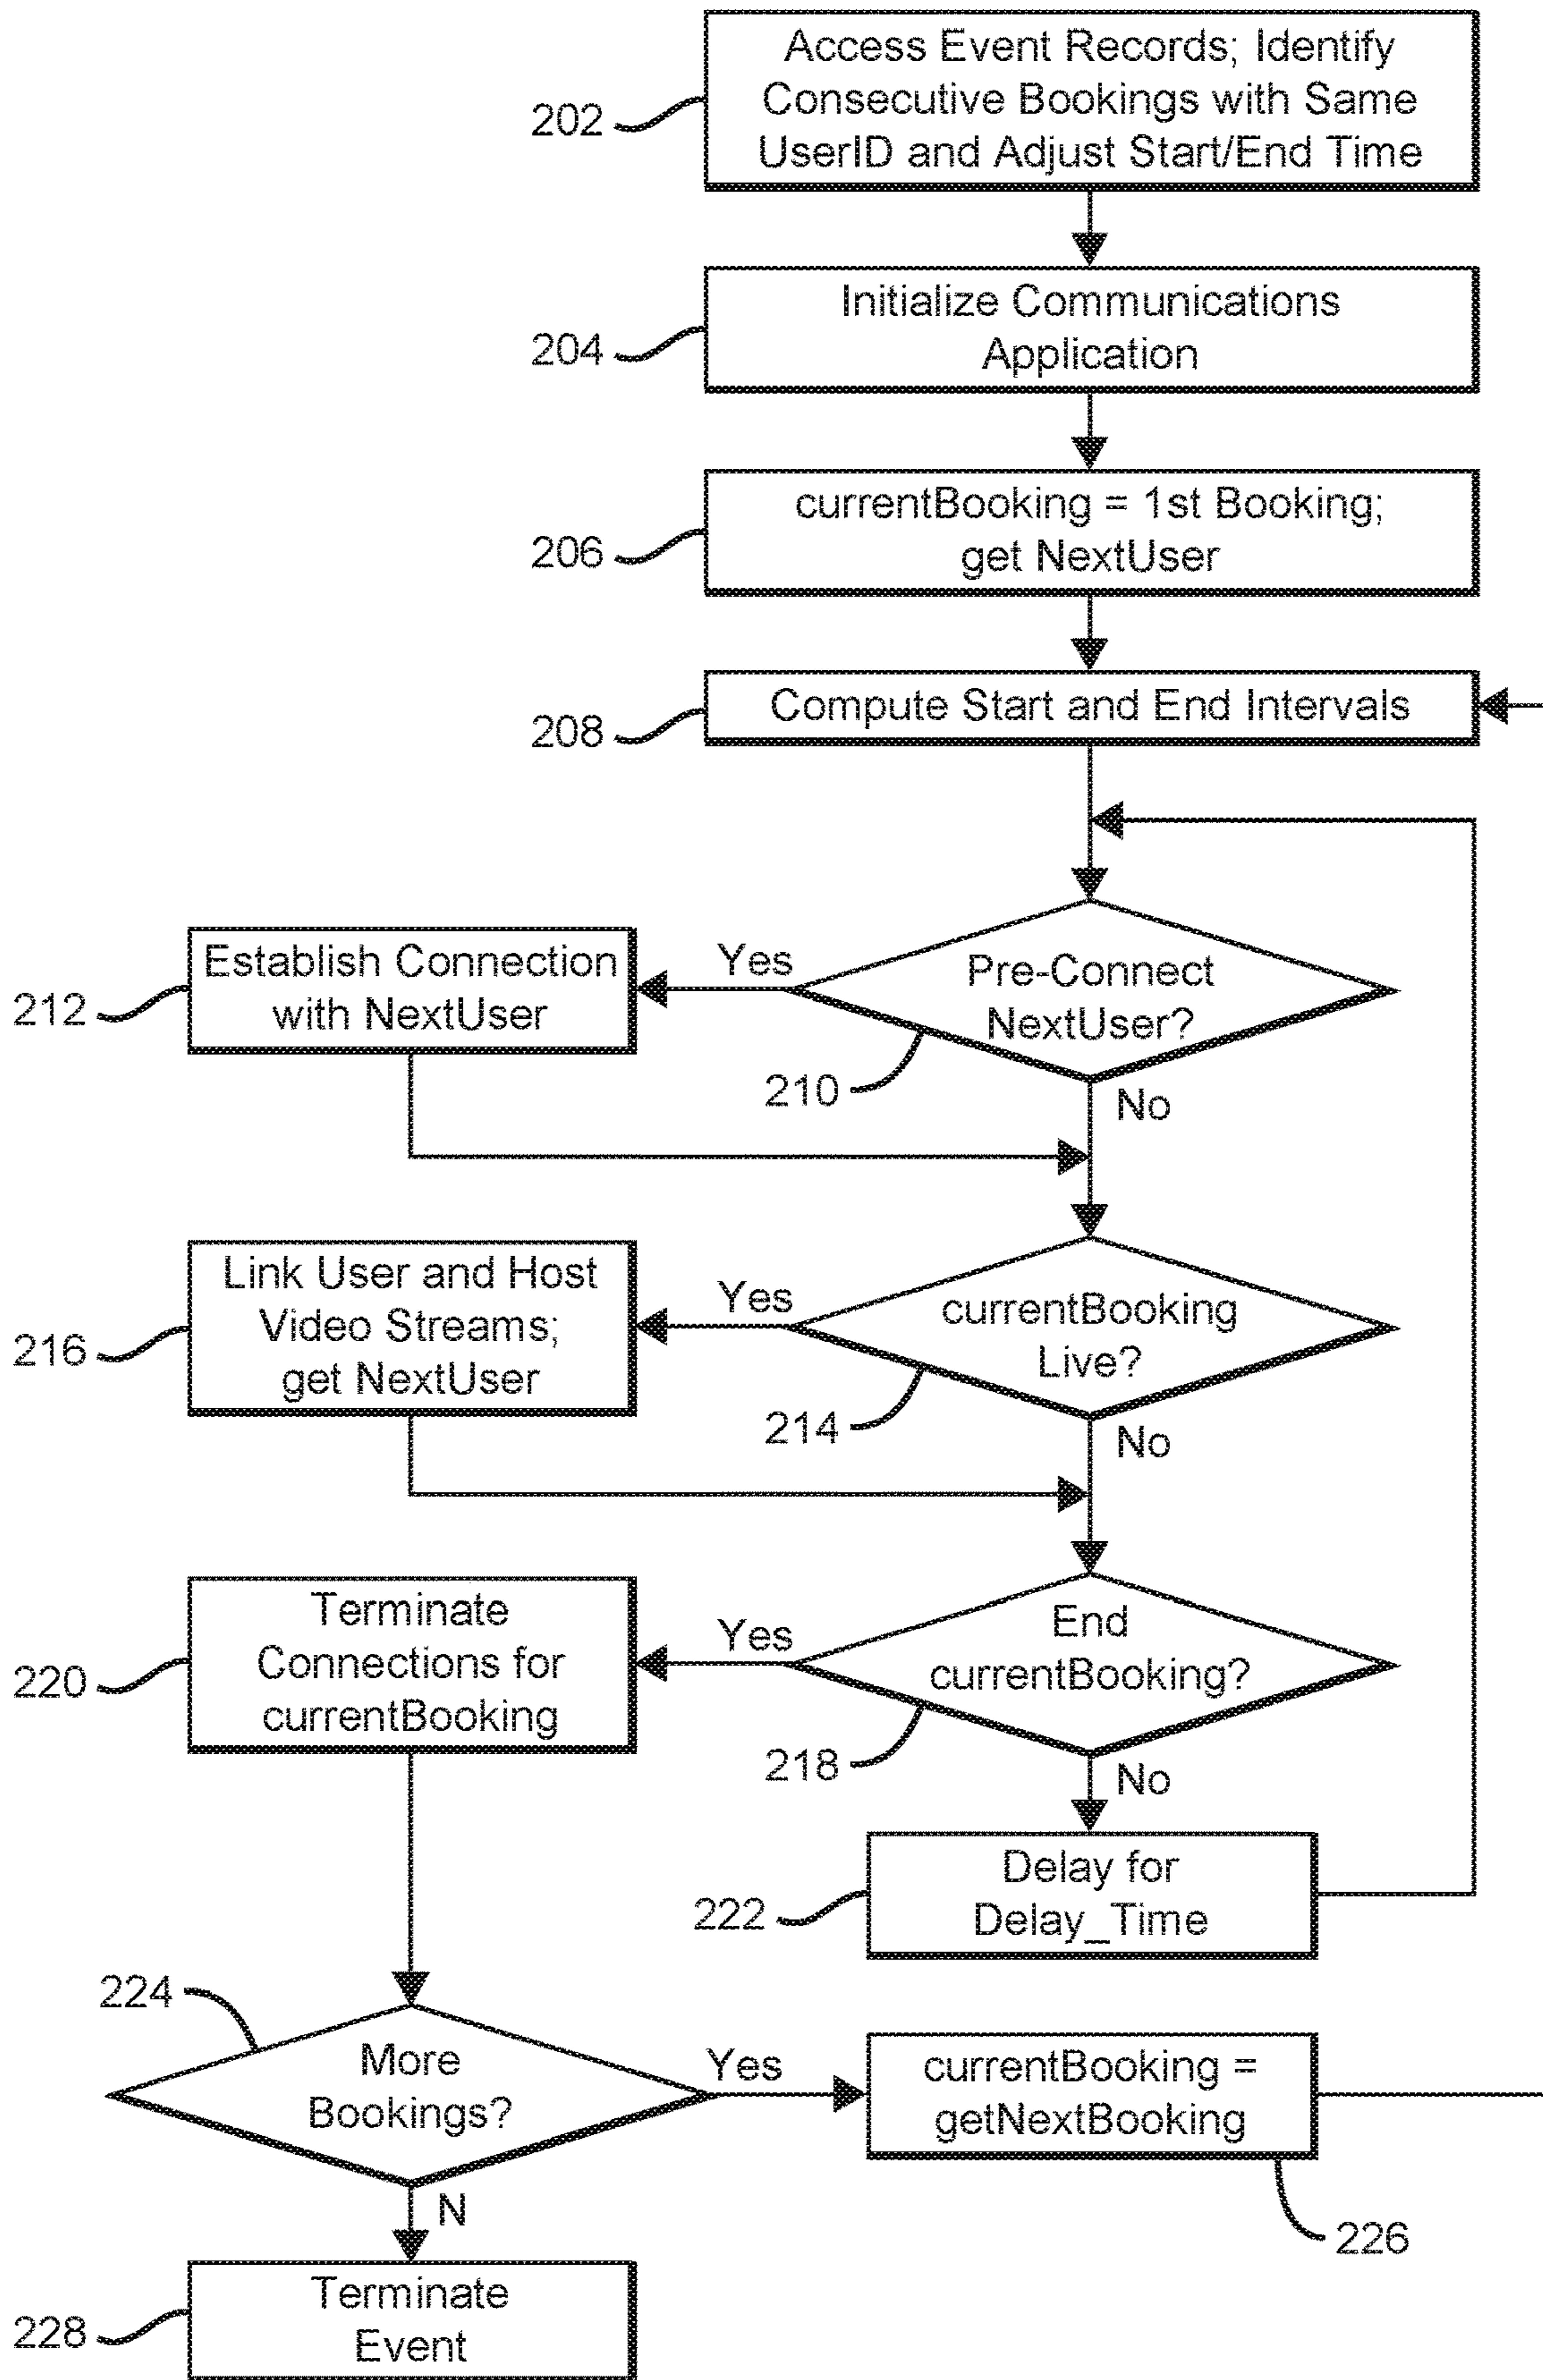 Access Event Records; Identify
Consecutive Bookings with Same
UserID and Adjust Start/End Time
202
Initialize Communications
Application
204
currentBooking = 1st Booking;
get NextUser
206
Compute Start and End Intervals
208
Pre-Connect
NextUser?
210
Yes
No
Establish Connection
with NextUser
212
currentBooking
Live?
214
Yes
No
Link User and Host
Video Streams;
get NextUser
216
End
currentBooking?
218
Yes
No
Terminate
Connections for
currentBooking
220
Delay for
Delay_Time
222
224
More
Bookings?
Yes
N
currentBooking =
getNextBooking
226
Terminate
Event
228